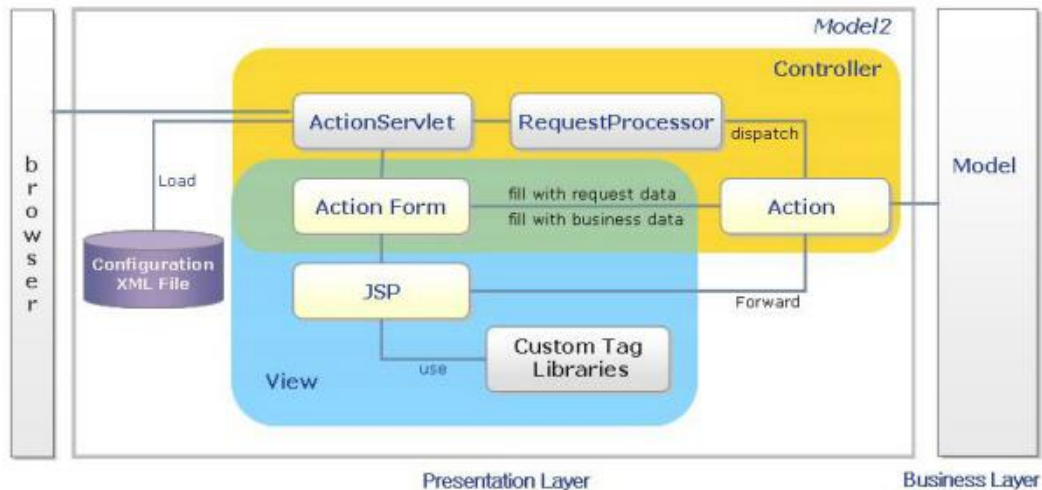 Model2
Controller
browser
ActionServlet
RequestProcessor
dispatch
Load
Action Form
fill with request data
fill with business data
Action
Model
Configuration
XML File
JSP
Forward
Custom Tag
Libraries
use
View
Presentation Layer
Business Layer